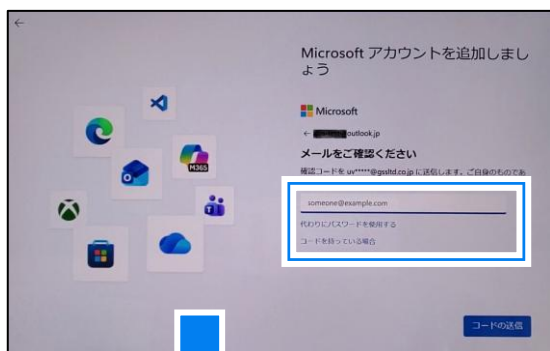 Microsoft アカウントを追加しまし
ょう
Microsoft
outlook.jp
メールをご確認ください
確認コードを uv*****@gssltd.co.jp に送信します。ご自身のものであ
someone@example.com
代わりにパスワードを使用する
コードを持っている場合
コードの送信
M365